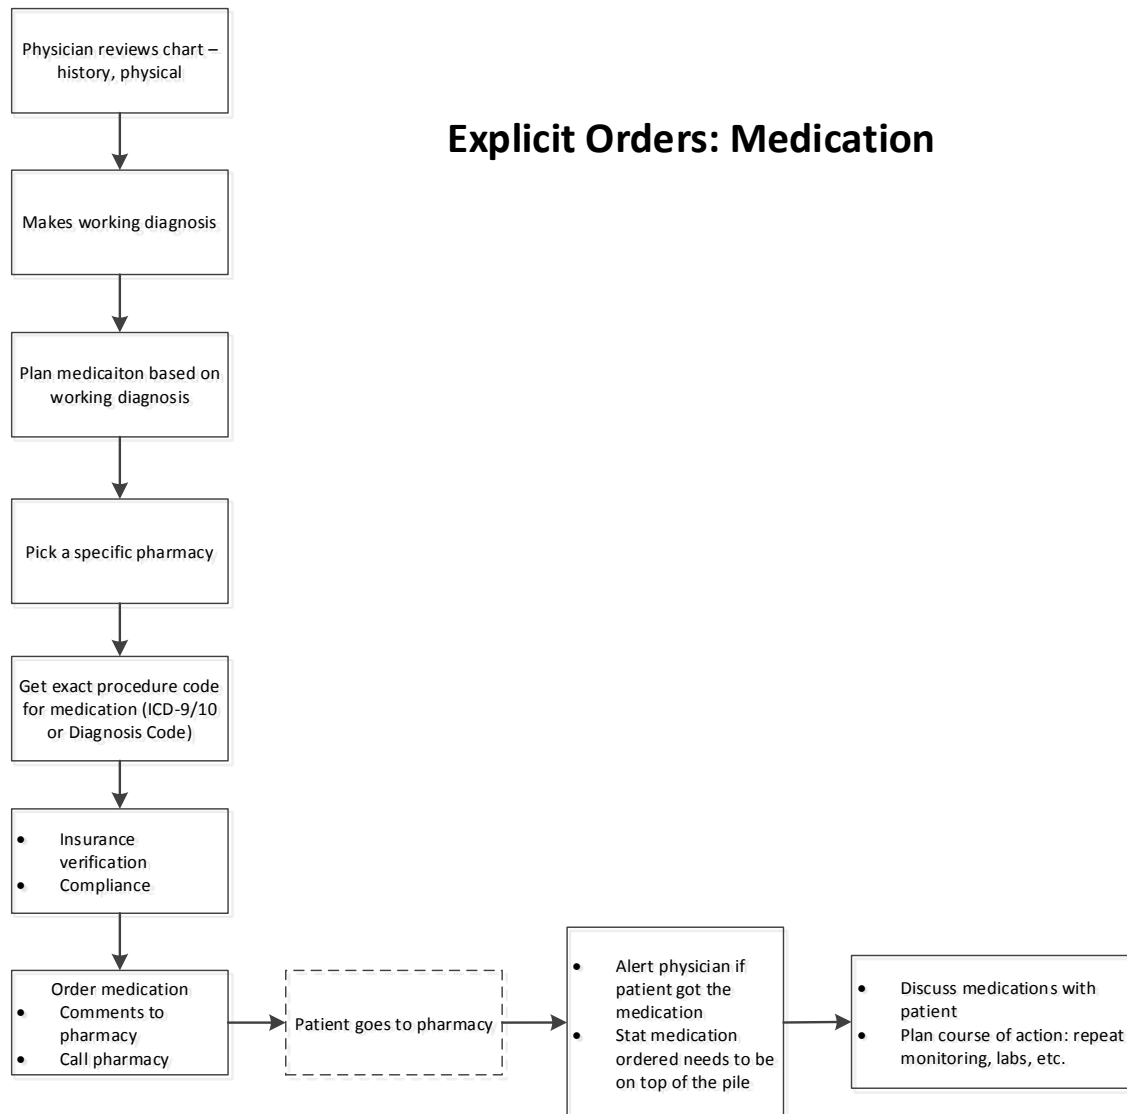 Physician reviews chart –
history, physical
Explicit Orders: Medication
Makes working diagnosis
Plan medicaiton based on
working diagnosis
Pick a specific pharmacy
Get exact procedure code
for medication (ICD-9/10
or Diagnosis Code)
• Insurance
verification
• Compliance
Order medication
• Comments to
pharmacy
• Call pharmacy
Patient goes to pharmacy
• Alert physician if
patient got the
medication
• Stat medication
ordered needs to be
on top of the pile
• Discuss medications with
patient
• Plan course of action: repeat
monitoring, labs, etc.